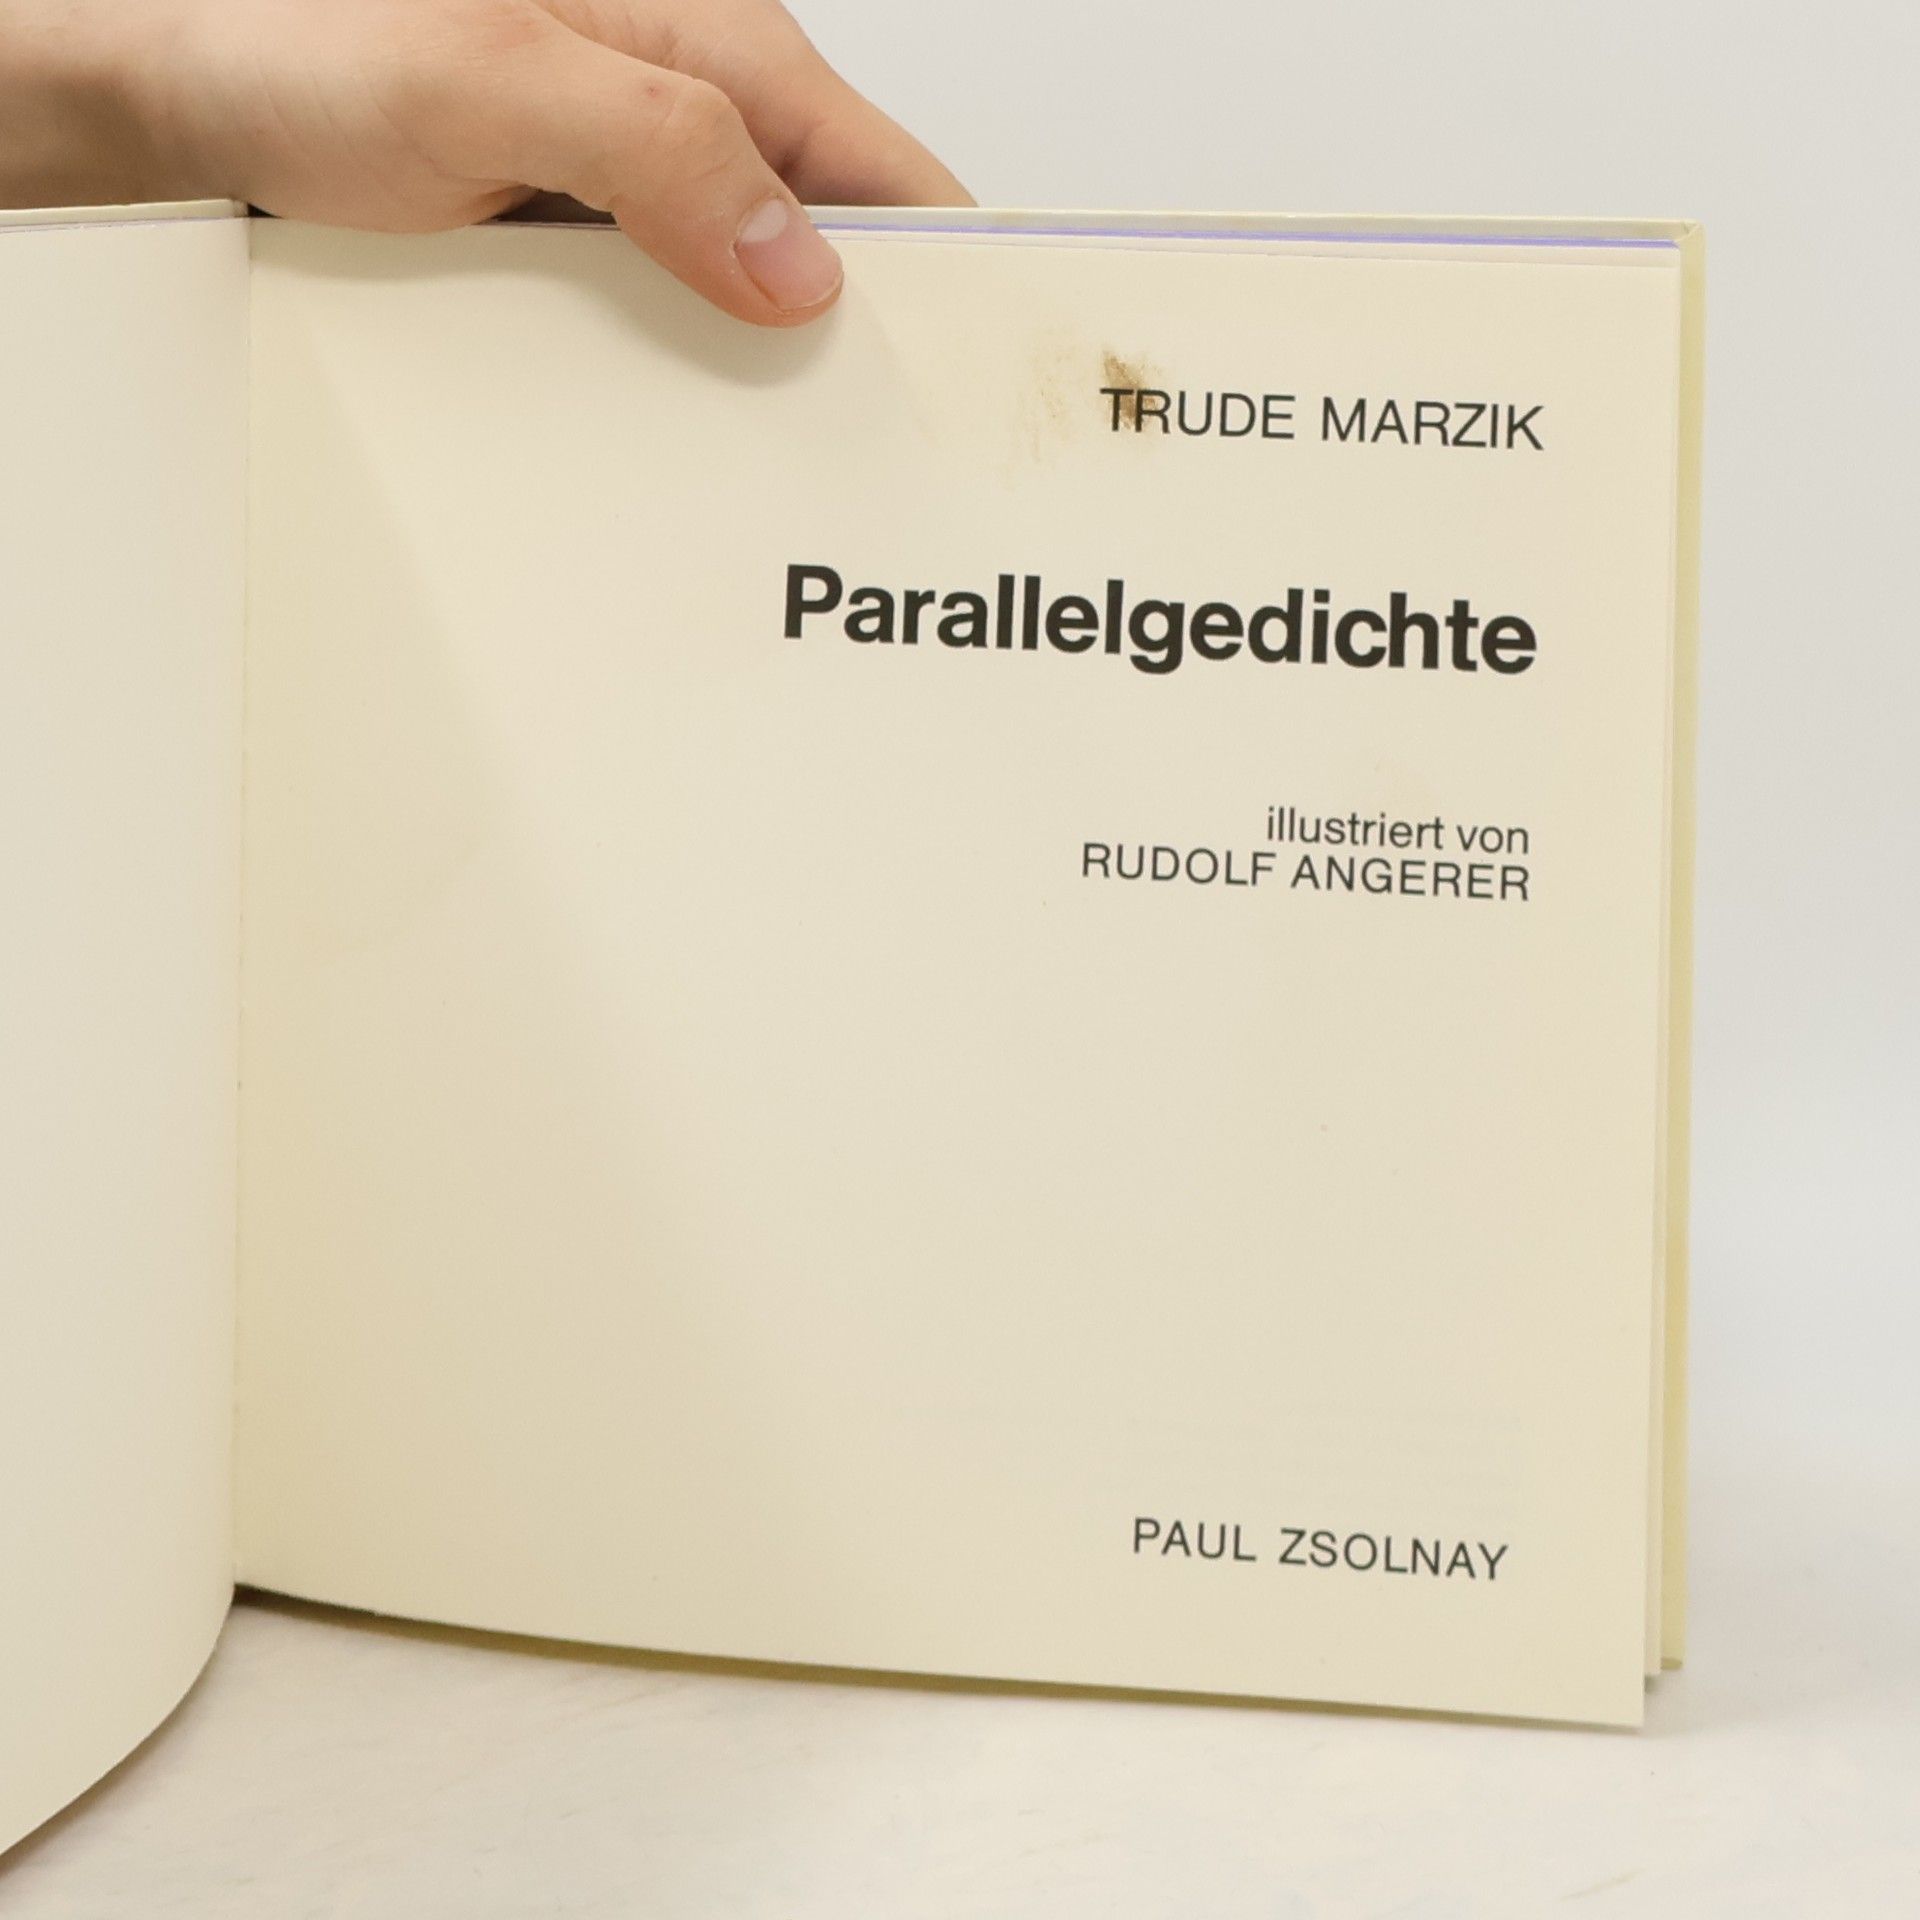 TRUDE MARZIK
Parallelgedichte
illustriert von
RUDOLF ANGERER
PAUL ZSOLNAY